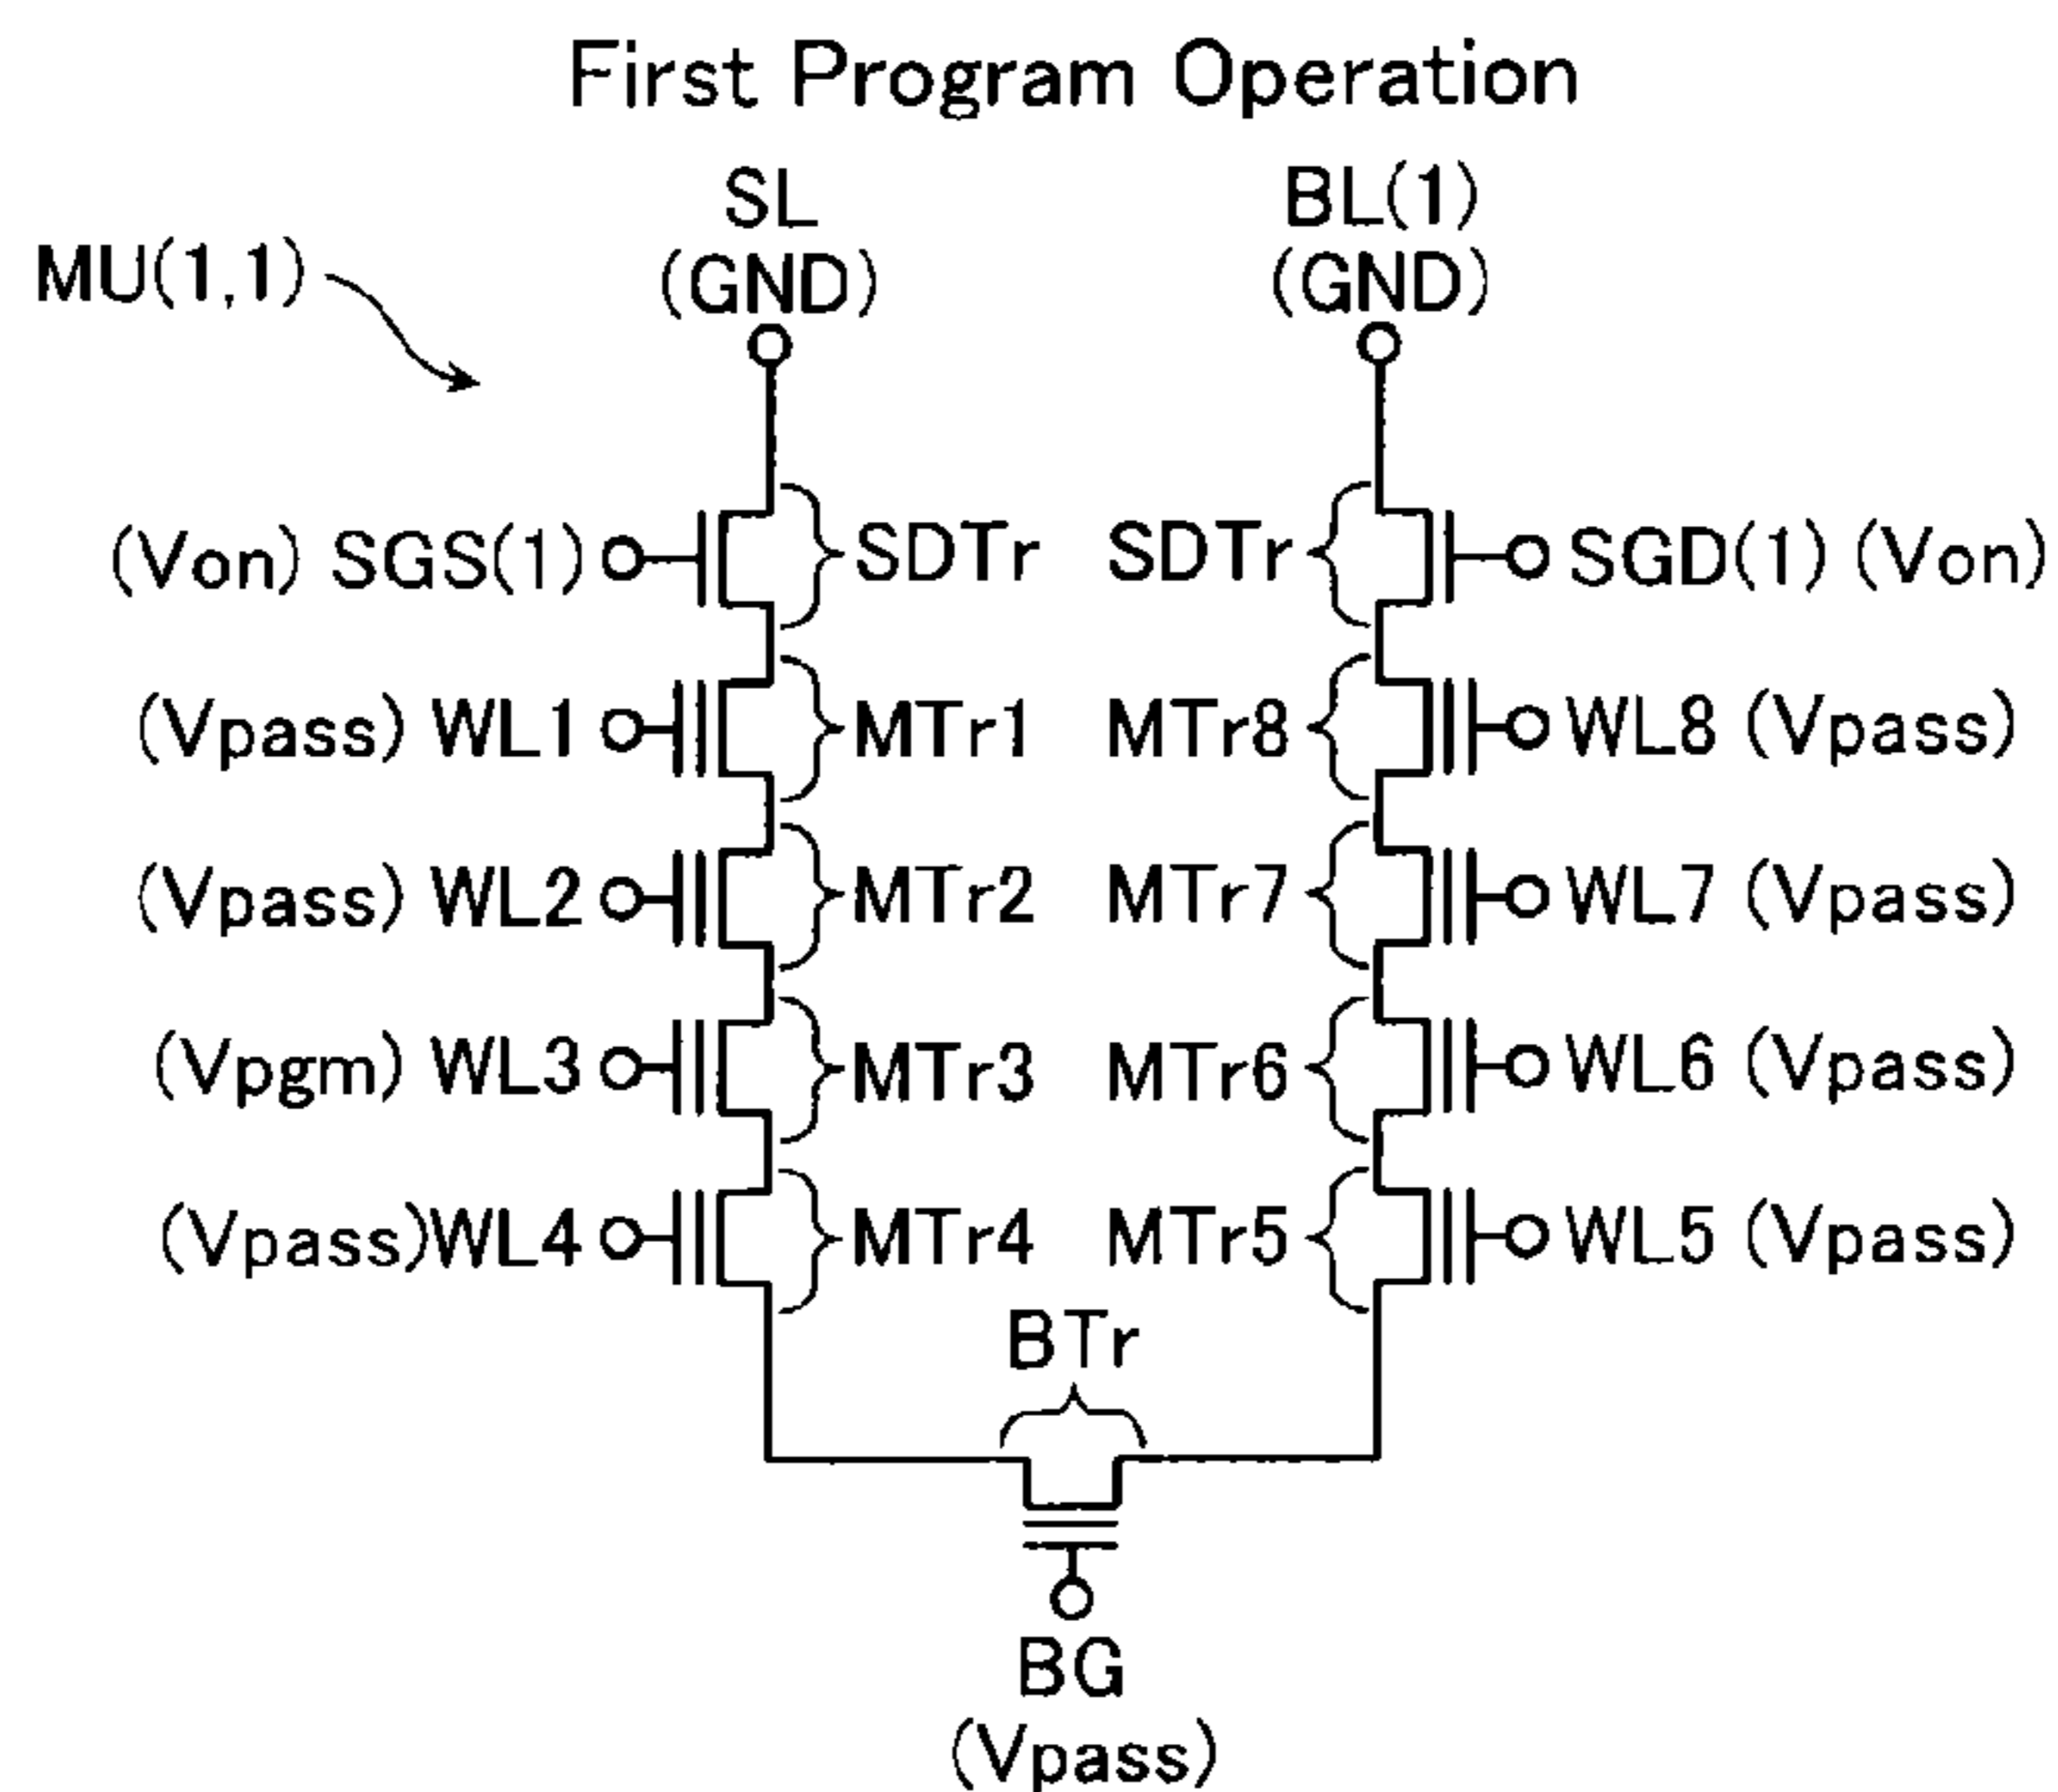 First Program Operation
SL BL(1)
MU(1,1) (GND) (GND)
(Von) SGS(1) SDTr SDTr SGD(1) (Von)
(Vpass) WL1 MTr1 MTr8 WL8 (Vpass)
(Vpass) WL2 MTr2 MTr7 WL7 (Vpass)
(Vpgm) WL3 MTr3 MTr6 WL6 (Vpass)
(Vpass)WL4 MTr4 MTr5 WL5 (Vpass)
BTr
BG
(Vpass)